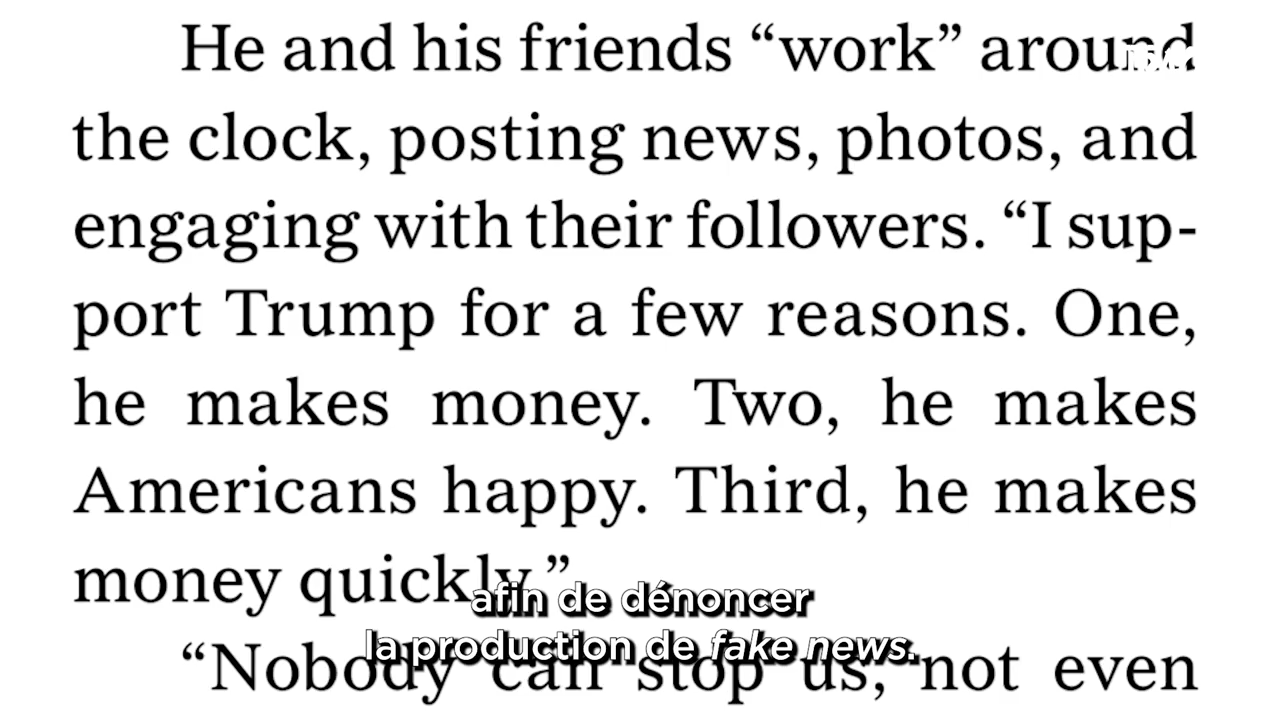 He and his friends “work” around
the clock, posting news, photos, and
engaging with their followers. “I sup-
port Trump for a few reasons. One,
he makes money. Two, he makes
Americans happy. Third, he makes
money quickly.”
afin de dénoncer
la production de fake news.
“Nobody can stop us, not even